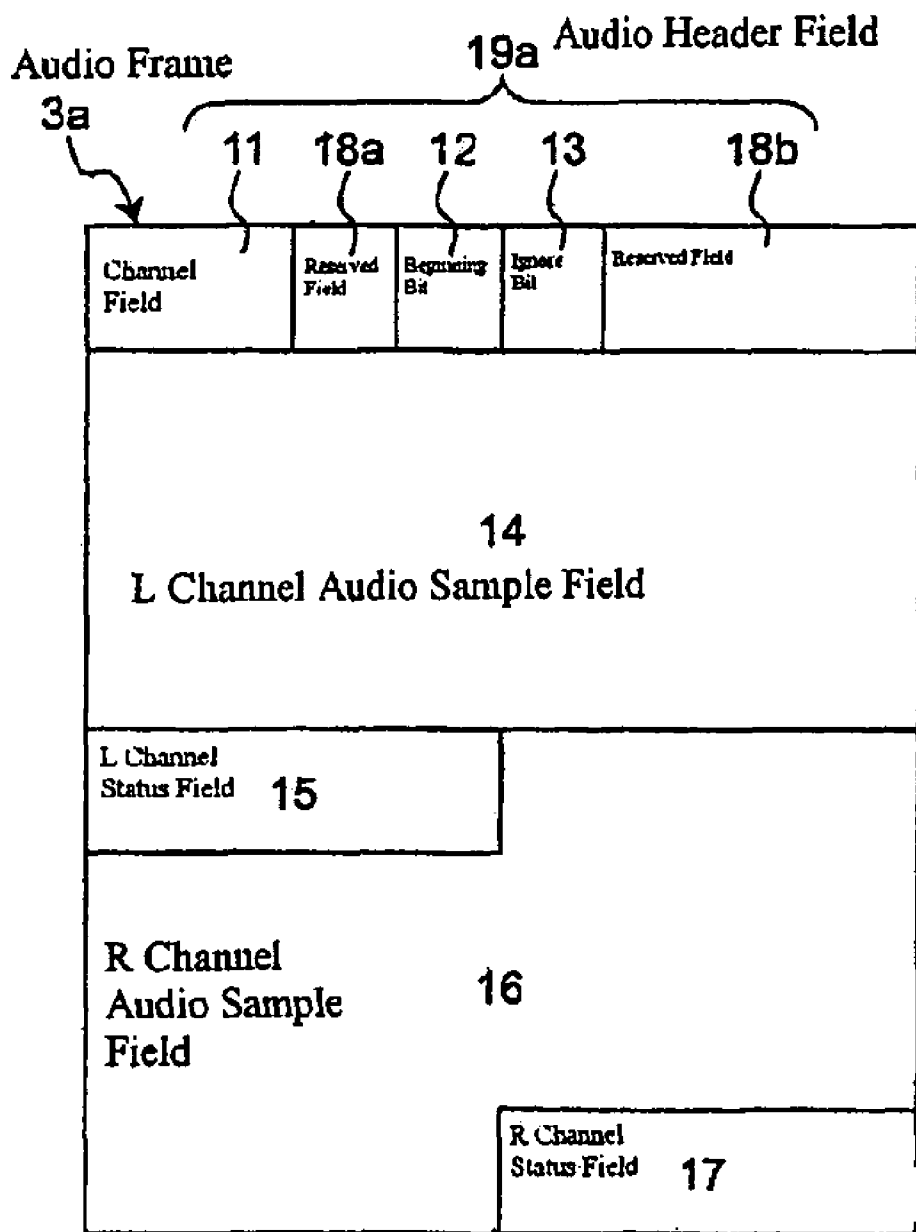 Audio Header Field
19a
Audio Frame
3a
11
18a
12
13
18b
Channel
Field
Reserved
Field
Beginning
Bit
Ignore
Bit
Reserved Field
14
L Channel Audio Sample Field
L Channel
Status Field
15
R Channel
Audio Sample
Field
16
R Channel
Status Field
17